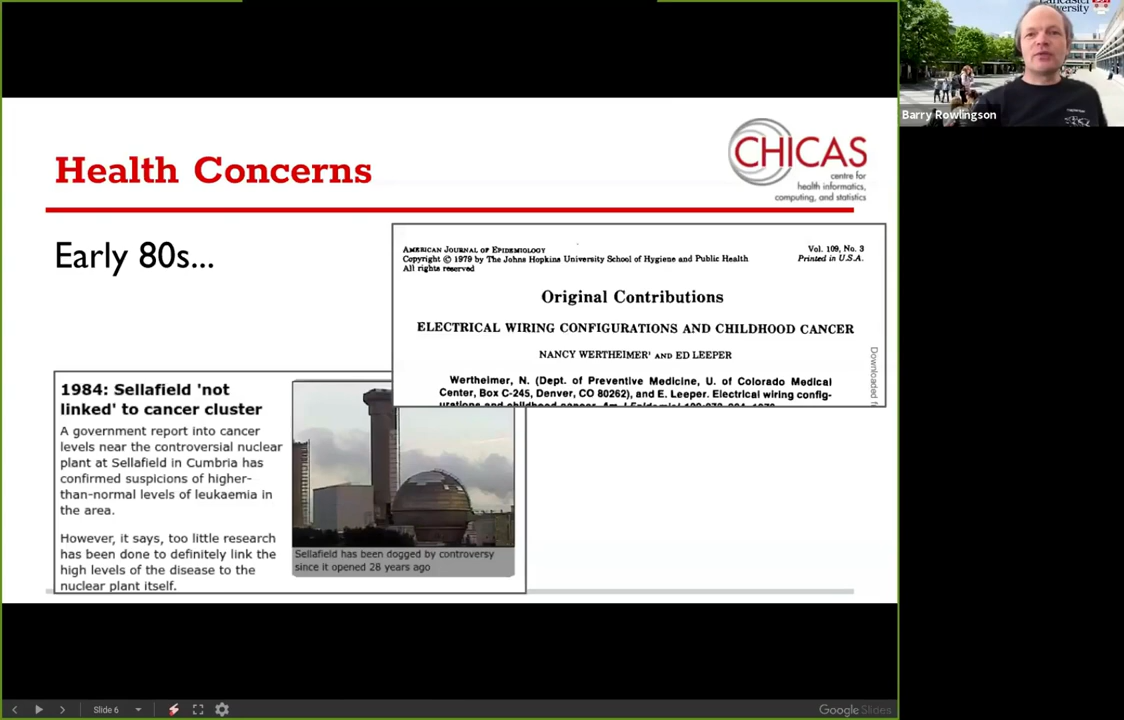 Lancaster
University
Barry Rowlingson
Health Concerns
CHICAS
centre for
health informatics,
computing, and statistics
Early 80s...
AMERICAN JOURNAL OF EPIDEMIOLOGY
Vol. 109, No. 3
Copyright © 1979 by The Johns Hopkins University School of Hygiene and Public Health
Printed in U.S.A.
All rights reserved
Original Contributions
ELECTRICAL WIRING CONFIGURATIONS AND CHILDHOOD CANCER
NANCY WERTHEIMER¹ AND ED LEEPER
Wertheimer, N. (Dept. of Preventive Medicine, U. of Colorado Medical
Center, Box C-245, Denver, CO 80262), and E. Leeper. Electrical wiring config-
Downloaded f
1984: Sellafield 'not
linked' to cancer cluster
A government report into cancer
levels near the controversial nuclear
plant at Sellafield in Cumbria has
confirmed suspicions of higher-
than-normal levels of leukaemia in
the area.
However, it says, too little research
has been done to definitely link the
high levels of the disease to the
nuclear plant itself.
Sellafield has been dogged by controversy
since it opened 28 years ago
Slide 6
Google Slides